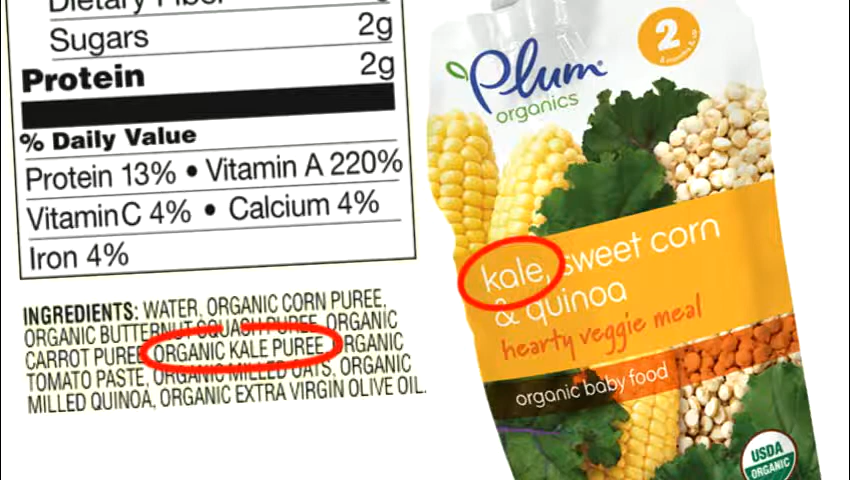 Dietary Fiber
Sugars 2g
Protein 2g
% Daily Value
Protein 13% • Vitamin A 220%
Vitamin C 4% • Calcium 4%
Iron 4%
INGREDIENTS: WATER, ORGANIC CORN PUREE,
ORGANIC BUTTERNUT SQUASH PUREE, ORGANIC
CARROT PUREE, ORGANIC KALE PUREE, ORGANIC
TOMATO PASTE, ORGANIC MILLED OATS, ORGANIC
MILLED QUINOA, ORGANIC EXTRA VIRGIN OLIVE OIL.
2
6 months & up
Plum®
organics
kale, sweet corn
& quinoa
hearty veggie meal
organic baby food
USDA
ORGANIC